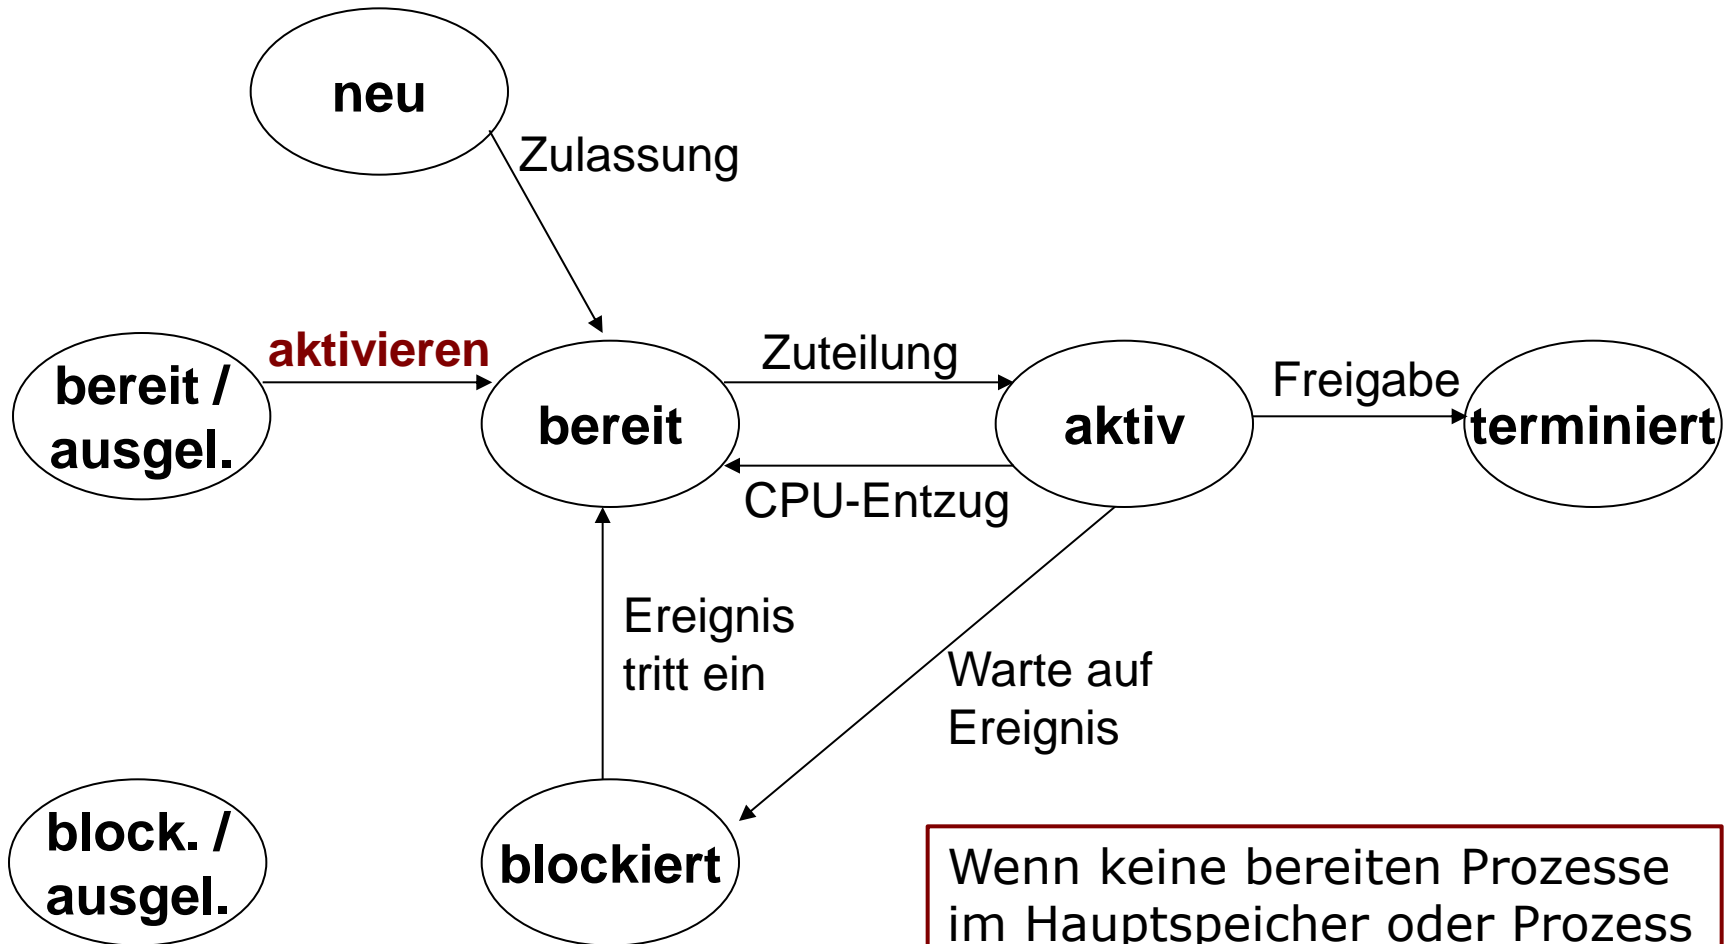 neu
Zulassung
aktivieren
bereit /
ausgel.
bereit
Zuteilung
CPU-Entzug
aktiv
Freigabe
terminiert
Ereignis
tritt ein
Warte auf
Ereignis
block. /
ausgel.
blockiert
Wenn keine bereiten Prozesse
im Hauptspeicher oder Prozess